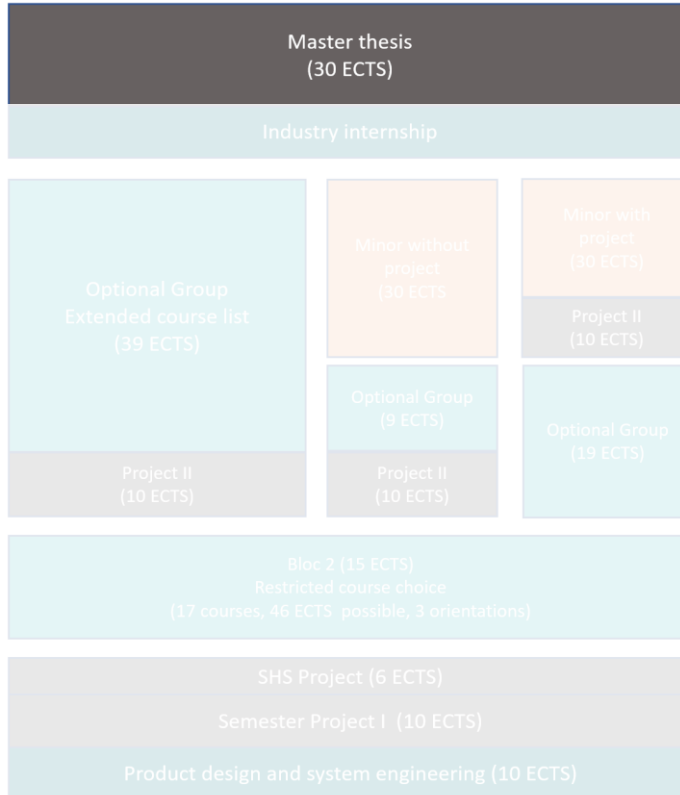 Master thesis
(30 ECTS)
Industry internship
Optional Group
Extended course list
(39 ECTS)
Project II
(10 ECTS)
Minor without
project
(30 ECTS
Optional Group
(9 ECTS)
Project II
(10 ECTS)
Minor with
project
(30 ECTS)
Project II
(10 ECTS)
Optional Group
(19 ECTS)
Bloc 2 (15 ECTS)
Restricted course choice
(17 courses, 46 ECTS possible, 3 orientations)
SHS Project (6 ECTS)
Semester Project I (10 ECTS)
Product design and system engineering (10 ECTS)